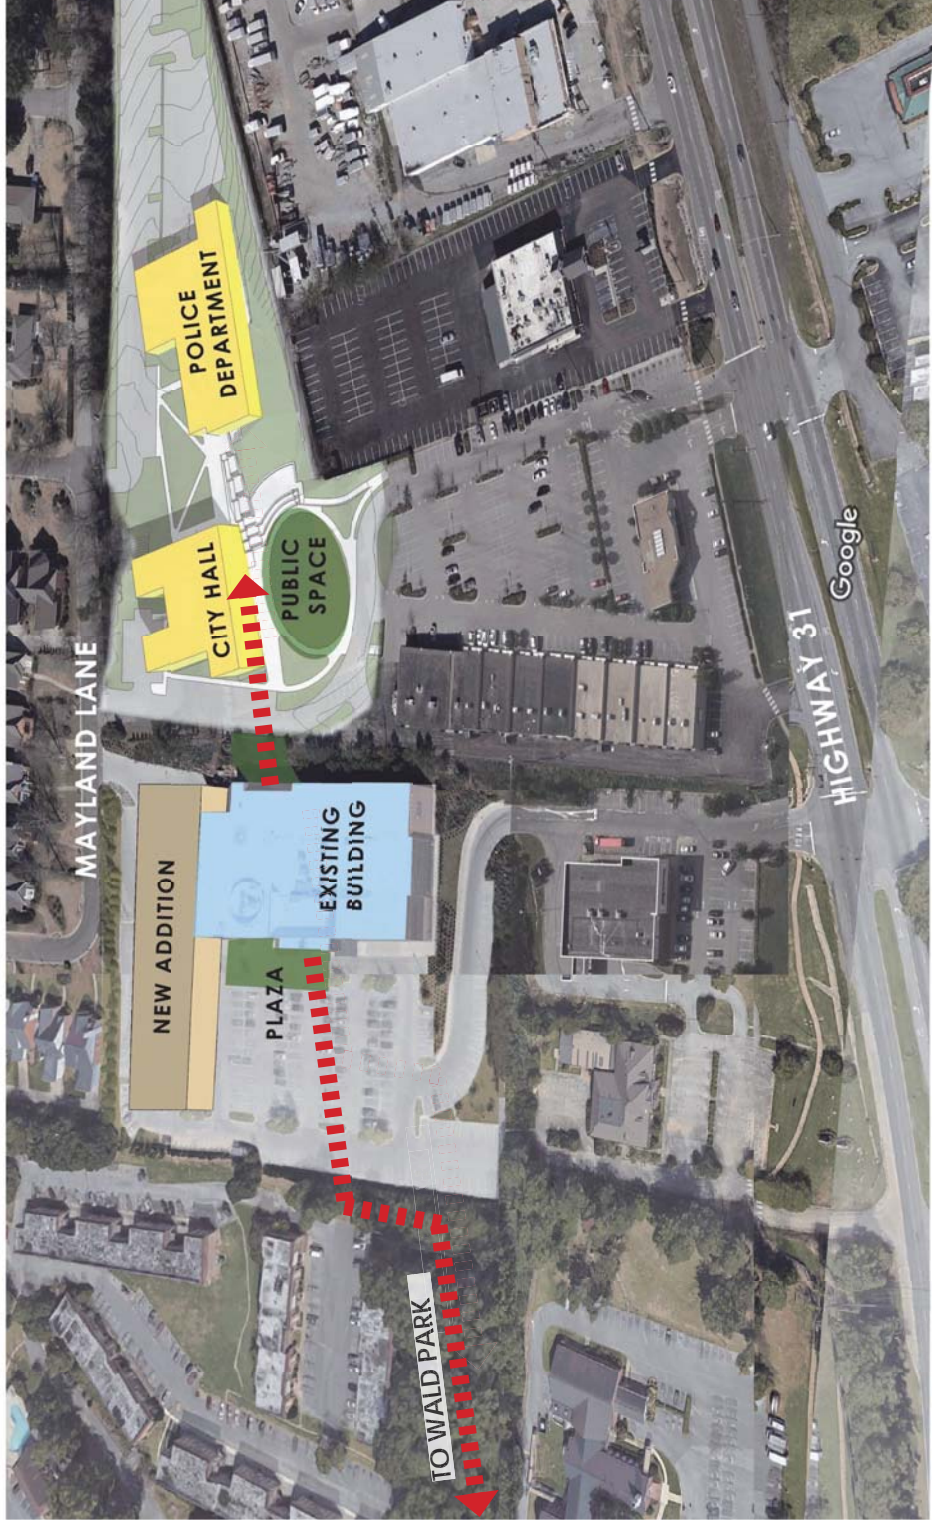 MAYLAND LANE
NEW ADDITION
PLAZA
EXISTING
BUILDING
CITY HALL
PUBLIC
SPACE
POLICE
DEPARTMENT
TO WALD PARK
HIGHWAY 31
Google